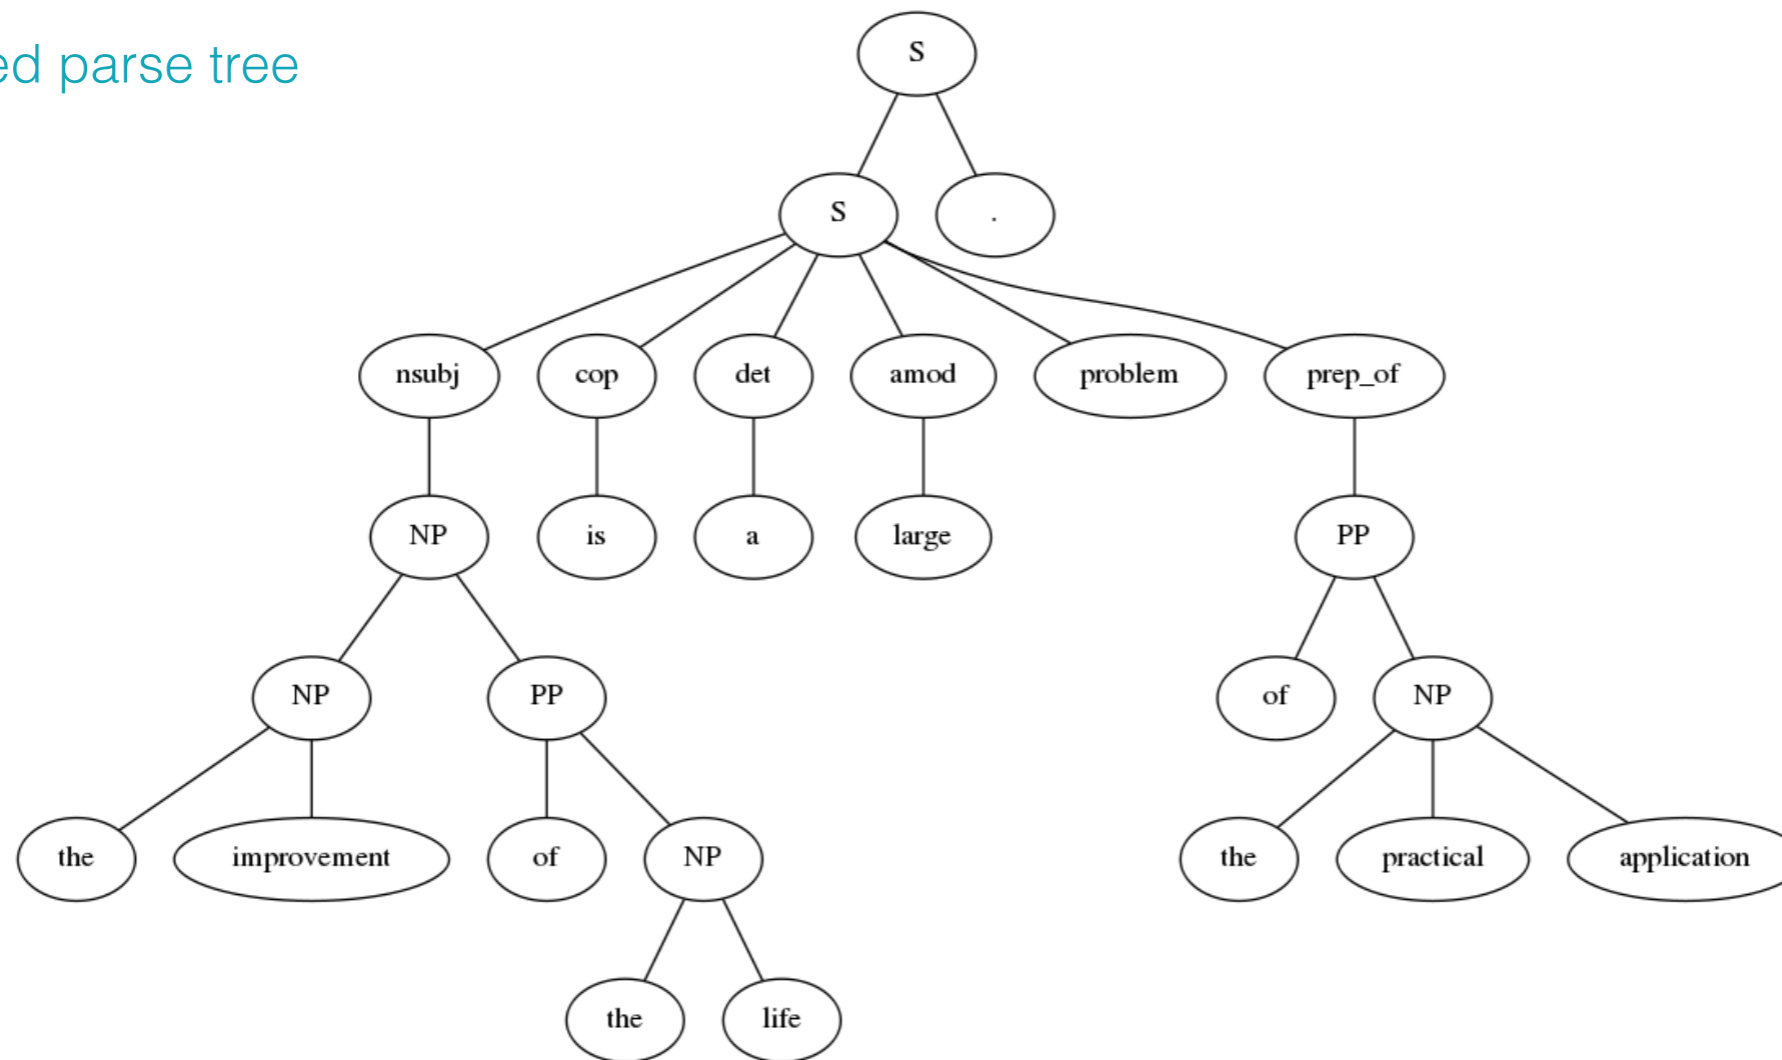 ed parse tree
S
S .
nsubj cop det amod problem prep_of
NP is a large PP
NP PP of NP
the improvement of NP the practical application
the life